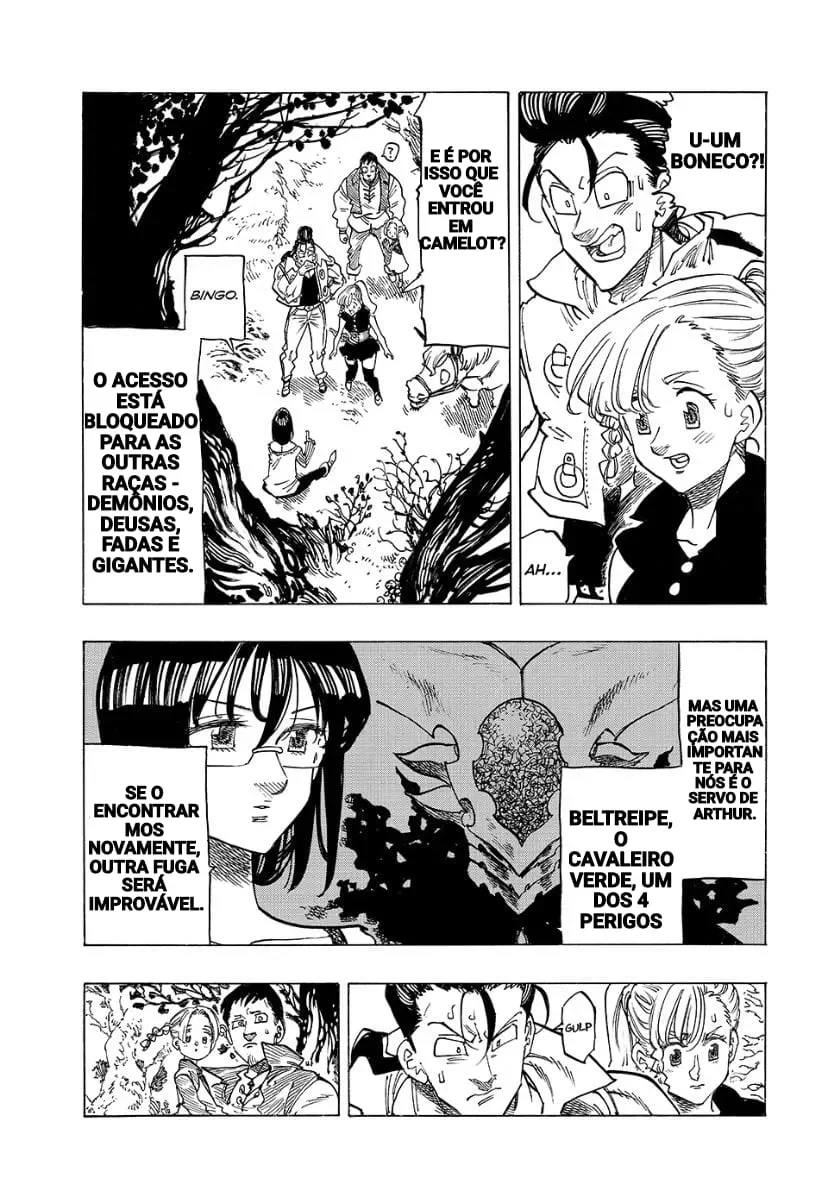 U-UM
BONECO?!
AH...
E É POR
ISSO QUE
VOCÊ
ENTROU
EM
CAMELOT?
?
BINGO.
O ACESSO
ESTÁ
BLOQUEADO
PARA AS
OUTRAS
RAÇAS -
DEMÔNIOS,
DEUSAS,
FADAS E
GIGANTES.
MAS UMA
PREOCUPA
ÇÃO MAIS
IMPORTAN
TE PARA
NÓS É O
SERVO DE
ARTHUR.
BELTREIPE,
O
CAVALEIRO
VERDE, UM
DOS 4
PERIGOS
SE O
ENCONTRAR
MOS
NOVAMENTE,
OUTRA FUGA
SERÁ
IMPROVÁVEL.
GULP